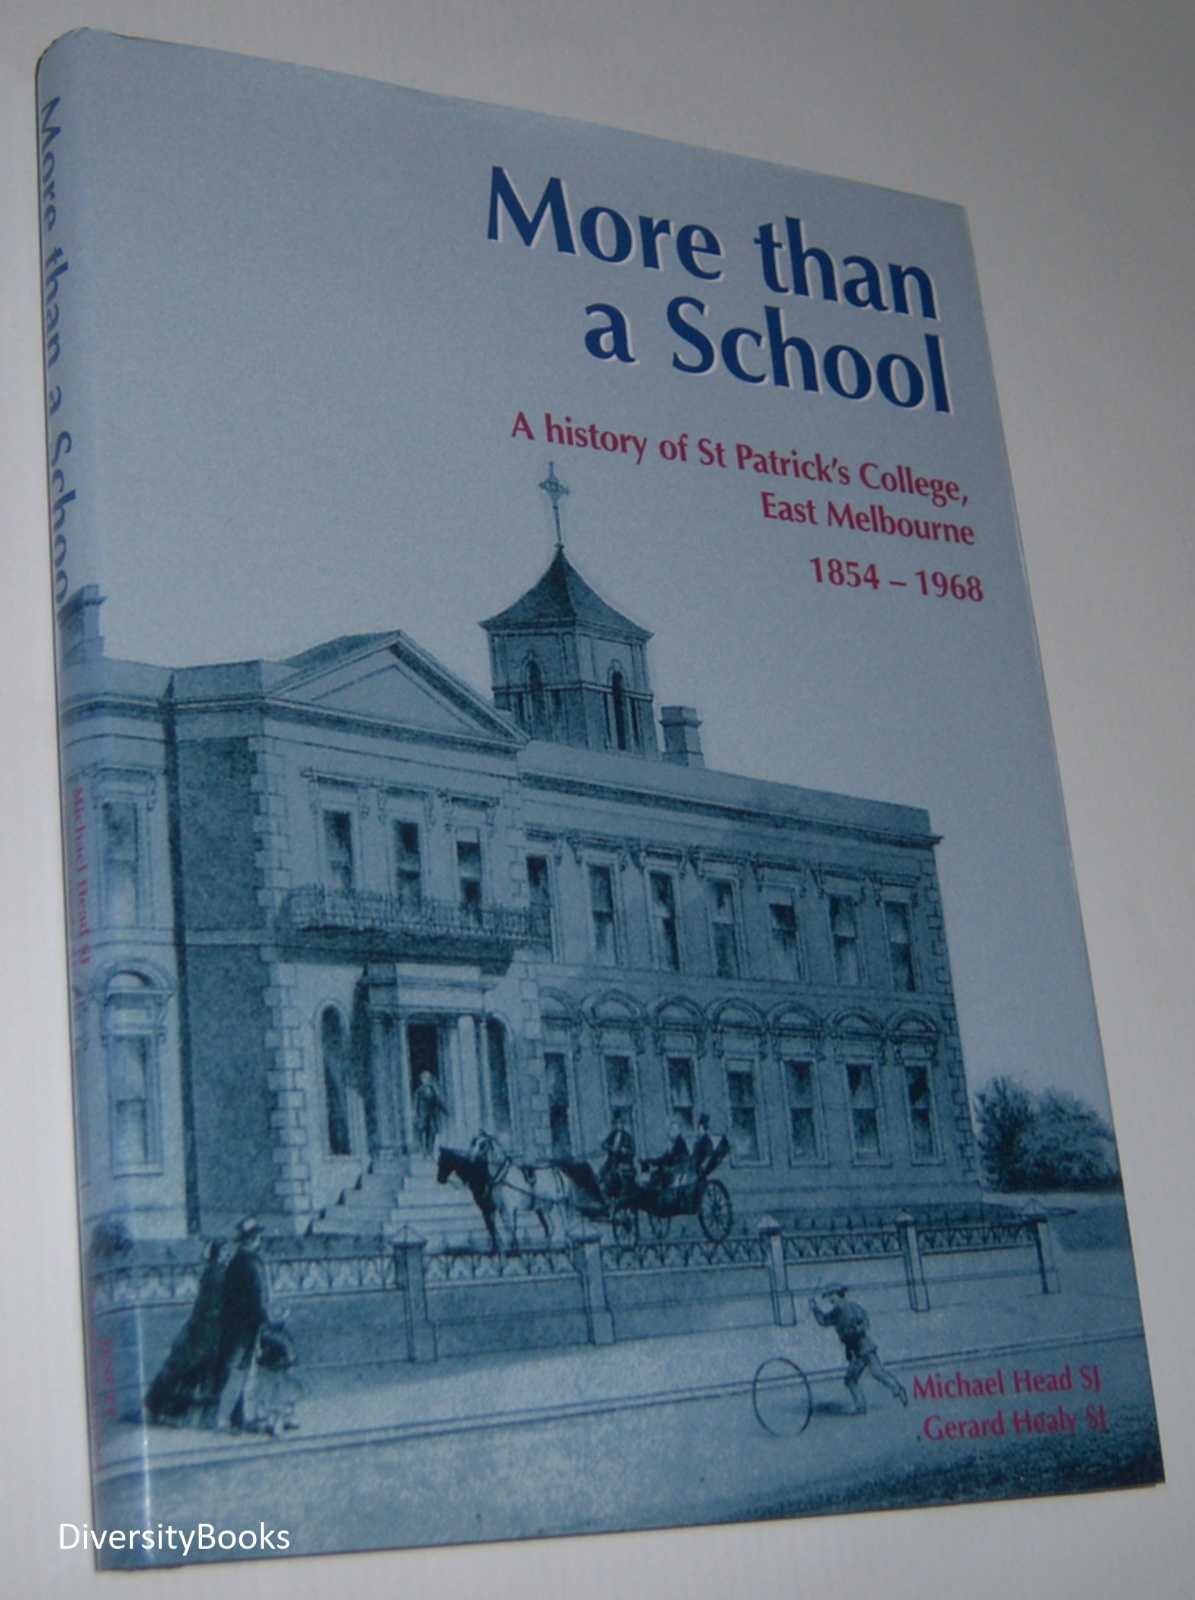 More than a School
Michael Head SJ
More than
a School
A history of St Patrick's College,
East Melbourne
1854 – 1968
Michael Head SJ
Gerard Healy SJ
DiversityBooks